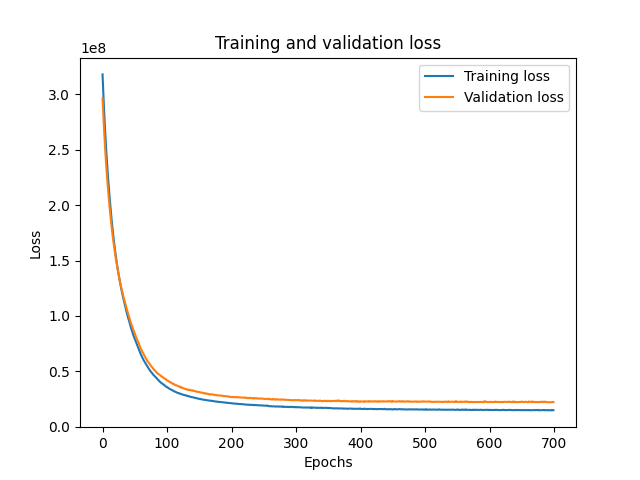 Training and validation loss
1e8
Training loss
Validation loss
3.0
2.5
2.0
1.5
1.0
0.5
0.0
Loss
0 100 200 300 400 500 600 700
Epochs